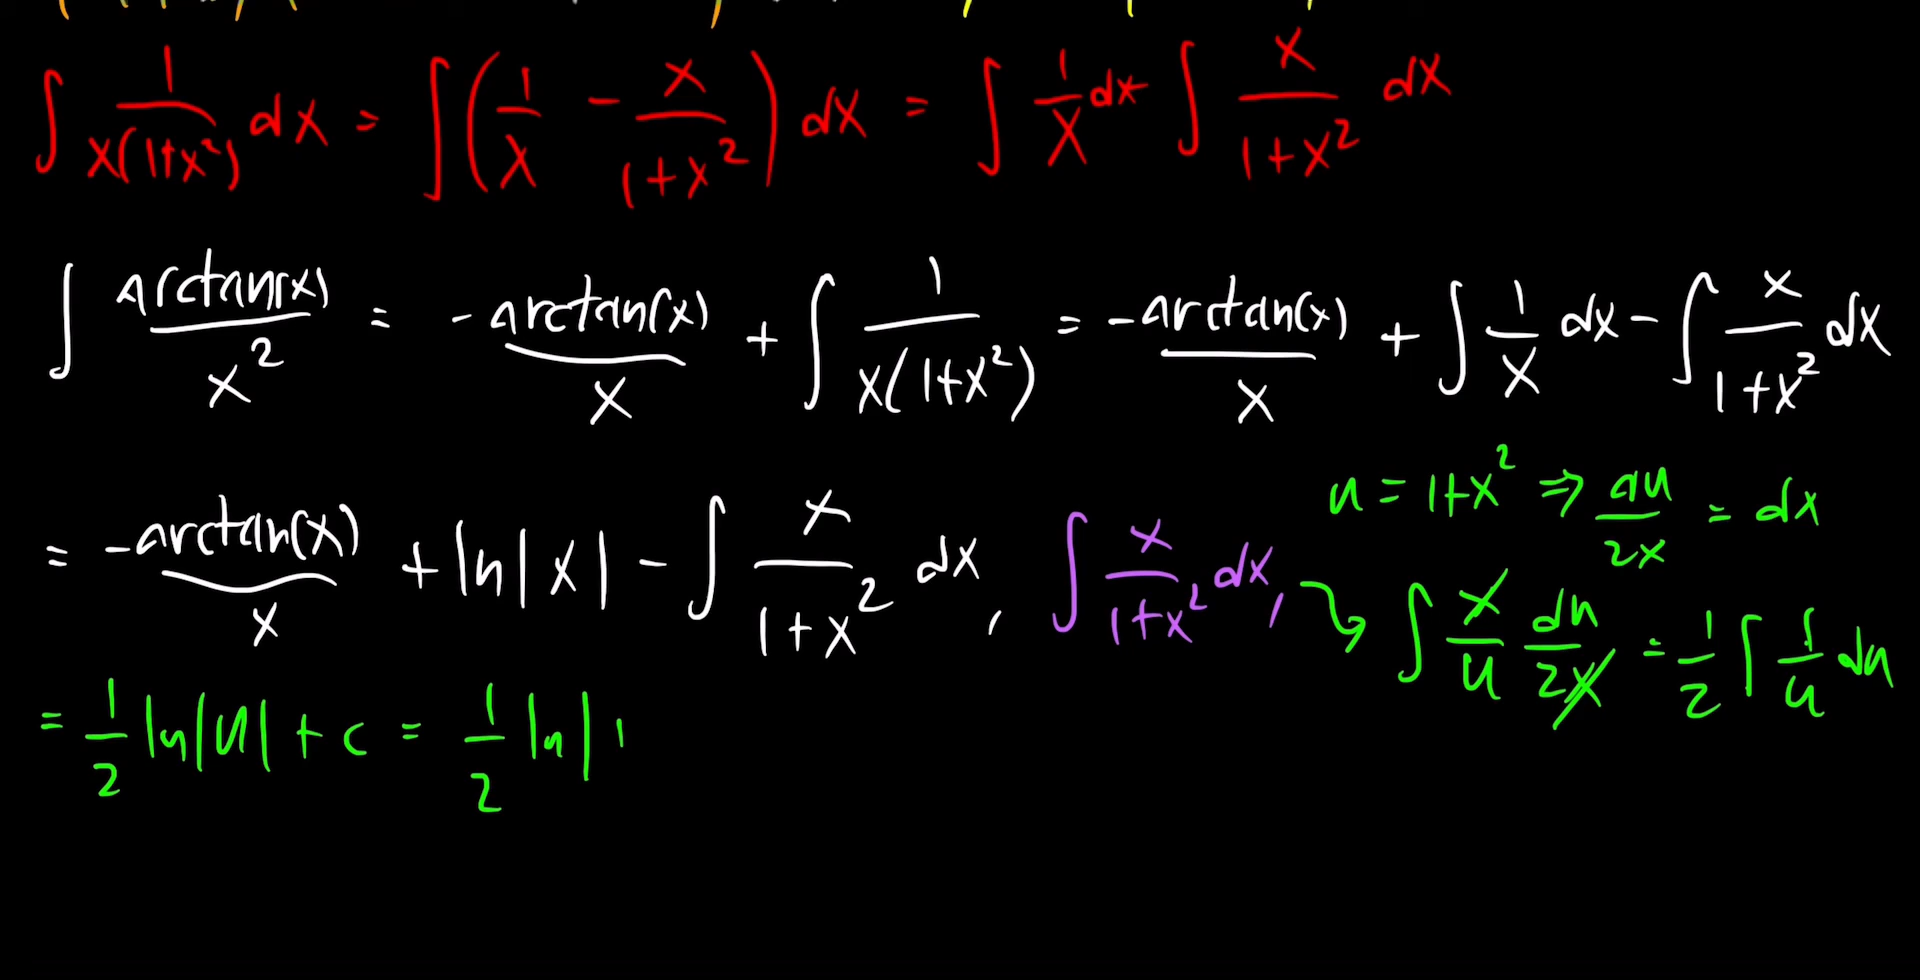 ∫ 1/(x(1+x²)) dx = ∫ (1/x - x/(1+x²)) dx = ∫ 1/x dx ∫ x/(1+x²) dx
∫ arctan(x)/x² = -arctan(x)/x + ∫ 1/(x(1+x²)) = -arctan(x)/x + ∫ 1/x dx - ∫ x/(1+x²) dx
u = 1+x² ⇒ du/2x = dx
= -arctan(x)/x + ln|x| - ∫ x/(1+x²) dx, ∫ x/(1+x²) dx,
∫ x/u du/2x = 1/2 ∫ 1/u du
= 1/2 ln|u| + c = 1/2 ln|